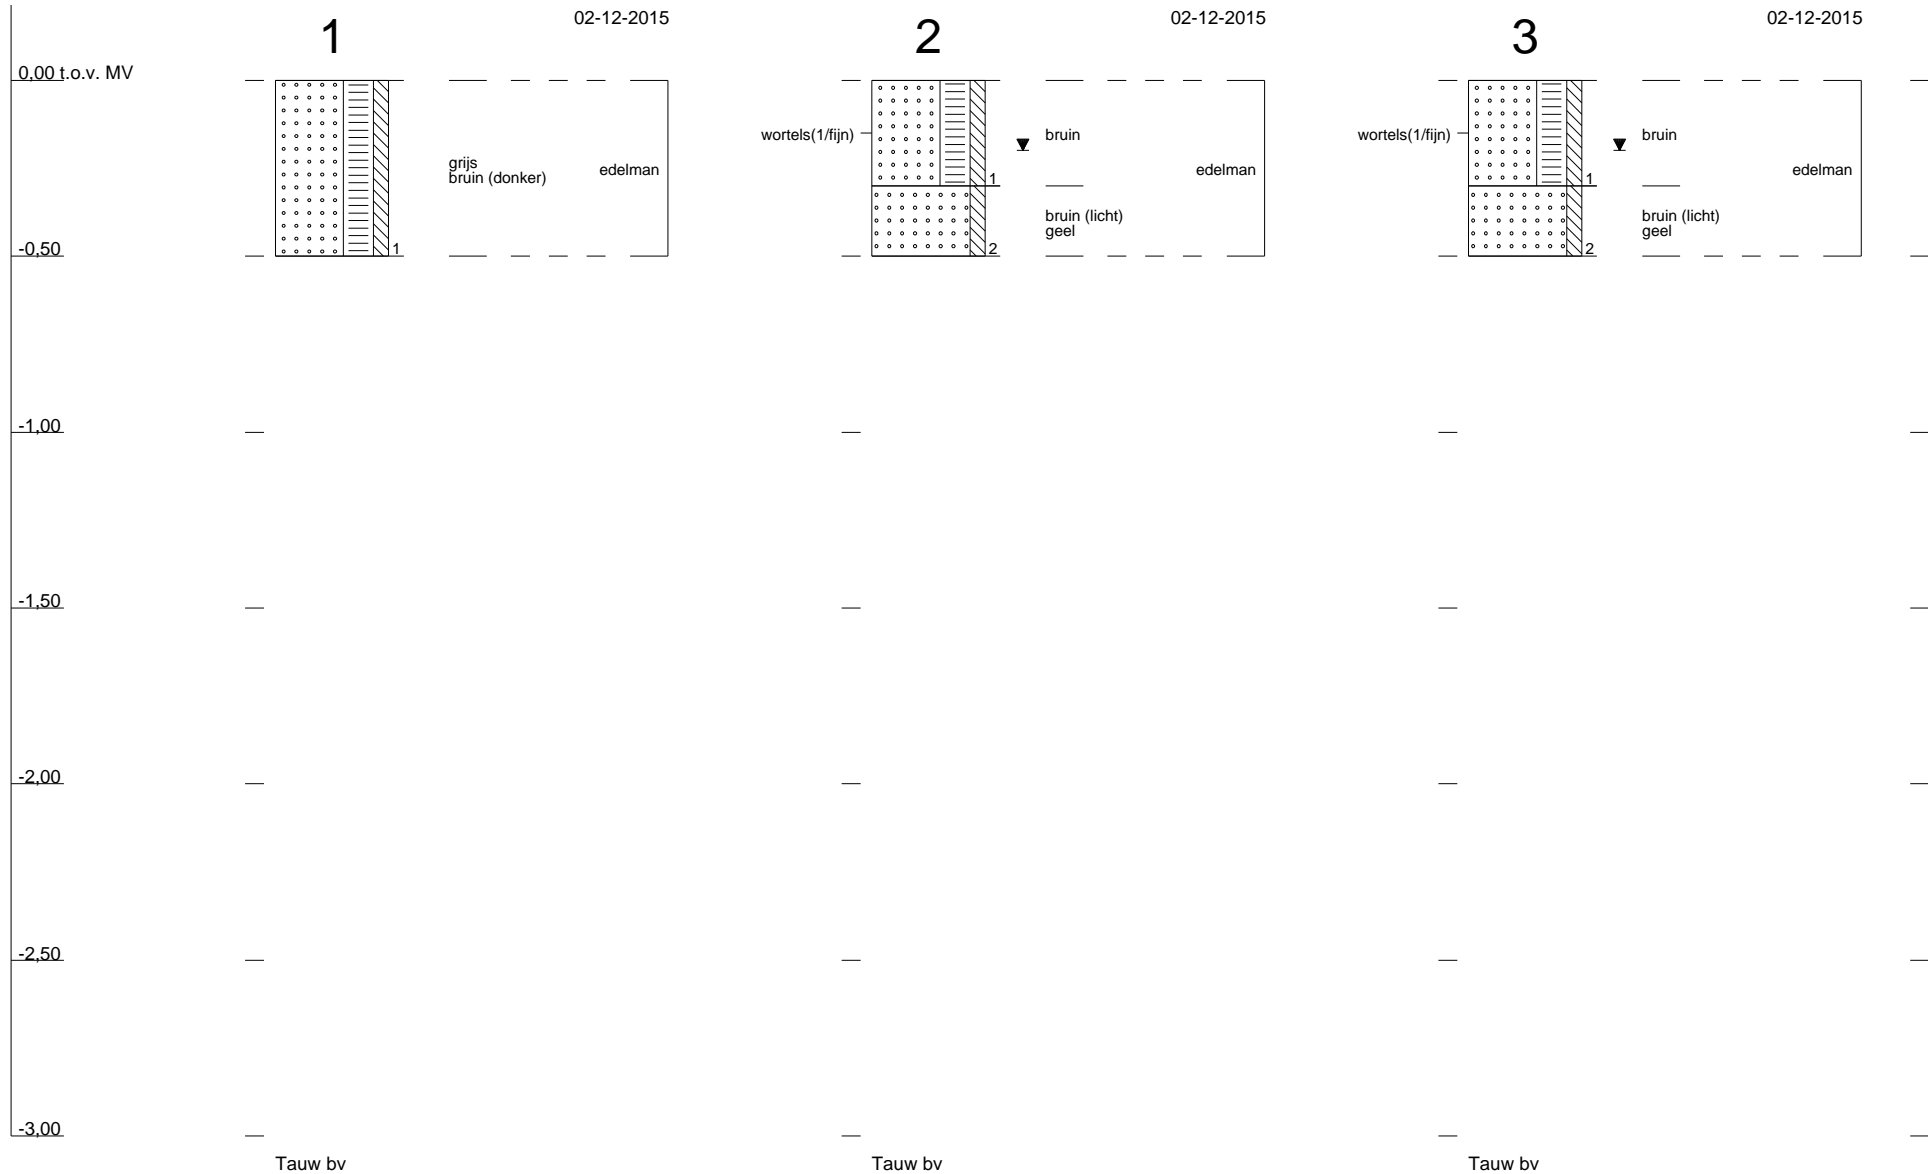 02-12-2015
02-12-2015
02-12-2015
1
2
3
0,00 t.o.v. MV
wortels(1/fijn)
bruin
wortels(1/fijn)
bruin
grijs
bruin (donker)
edelman
1
edelman
1
edelman
bruin (licht)
geel
bruin (licht)
geel
-0,50
1
2
2
-1,00
-1,50
-2,00
-2,50
-3,00
Tauw bv
Tauw bv
Tauw bv